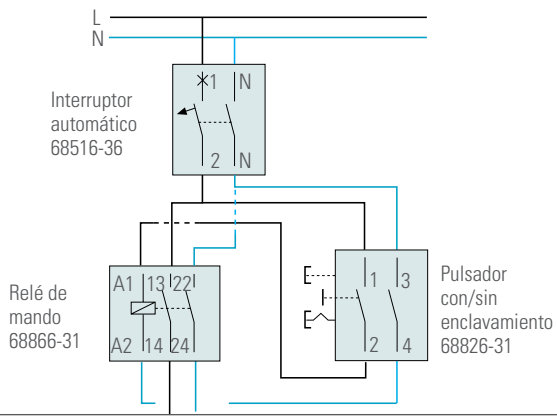 L
N
1 N
Interruptor
automático
68516-36
2 N
A1 13 22
1 3
Relé de
mando
68866-31
Pulsador
con/sin
enclavamiento
68826-31
A2 14 24
2 4